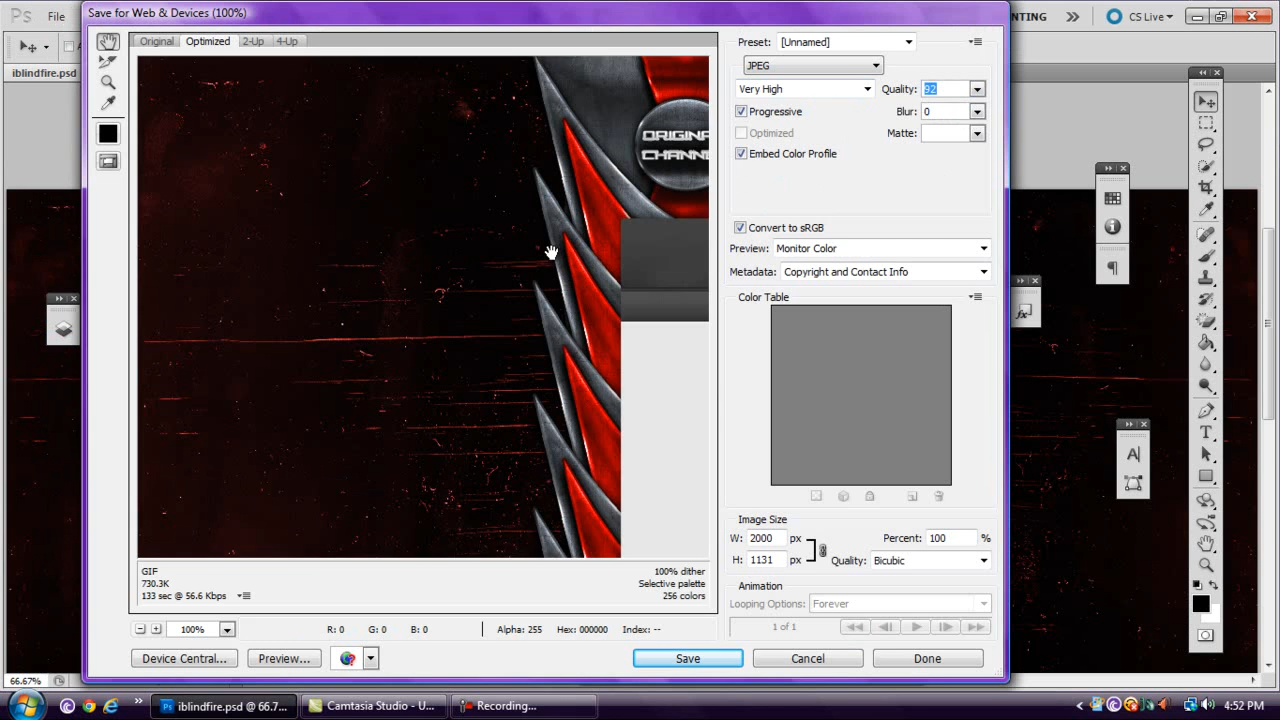 Ps File
Save for Web & Devices (100%)
NTING
CS Live
iblindfire.psd
Original Optimized 2-Up 4-Up
ORIGINA
CHANNE
Preset: [Unnamed]
JPEG
Very High
Quality: 92
Progressive
Blur: 0
Optimized
Matte:
Embed Color Profile
Convert to sRGB
Preview: Monitor Color
Metadata: Copyright and Contact Info
Color Table
Image Size
W: 2000 px
Percent: 100 %
H: 1131 px
Quality: Bicubic
Animation
Looping Options: Forever
1 of 1
GIF
730.3K
133 sec @ 56.6 Kbps
100% dither
Selective palette
256 colors
100%
R: 0 G: 0 B: 0
Alpha: 255 Hex: 000000 Index: --
Device Central... Preview...
Save Cancel Done
66.67%
iblindfire.psd @ 66.7...
Camtasia Studio - U...
Recording...
4:52 PM